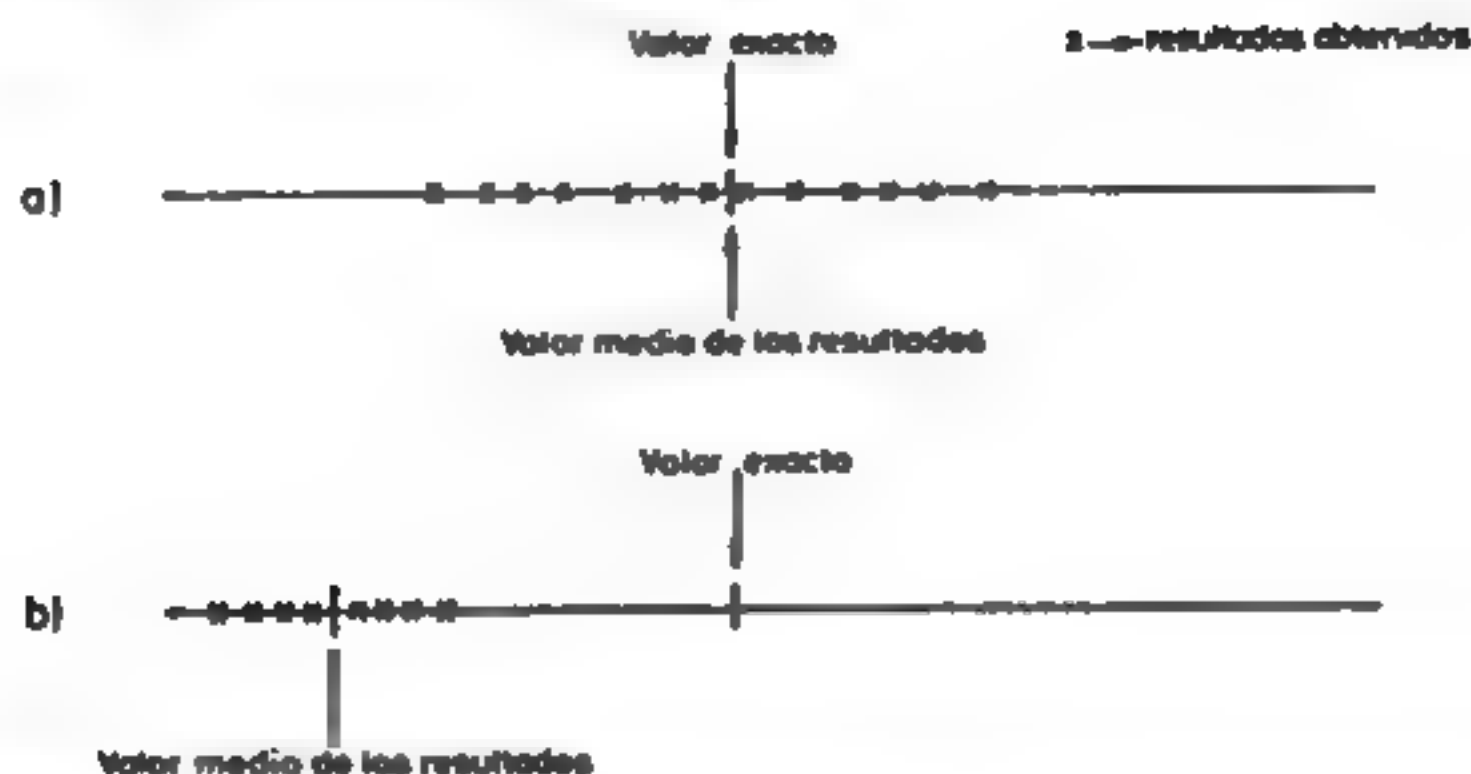 Valor exacto
resultados obtenidos
a)
Valor medio de los resultados
Valor exacto
b)
Valor medio de los resultados